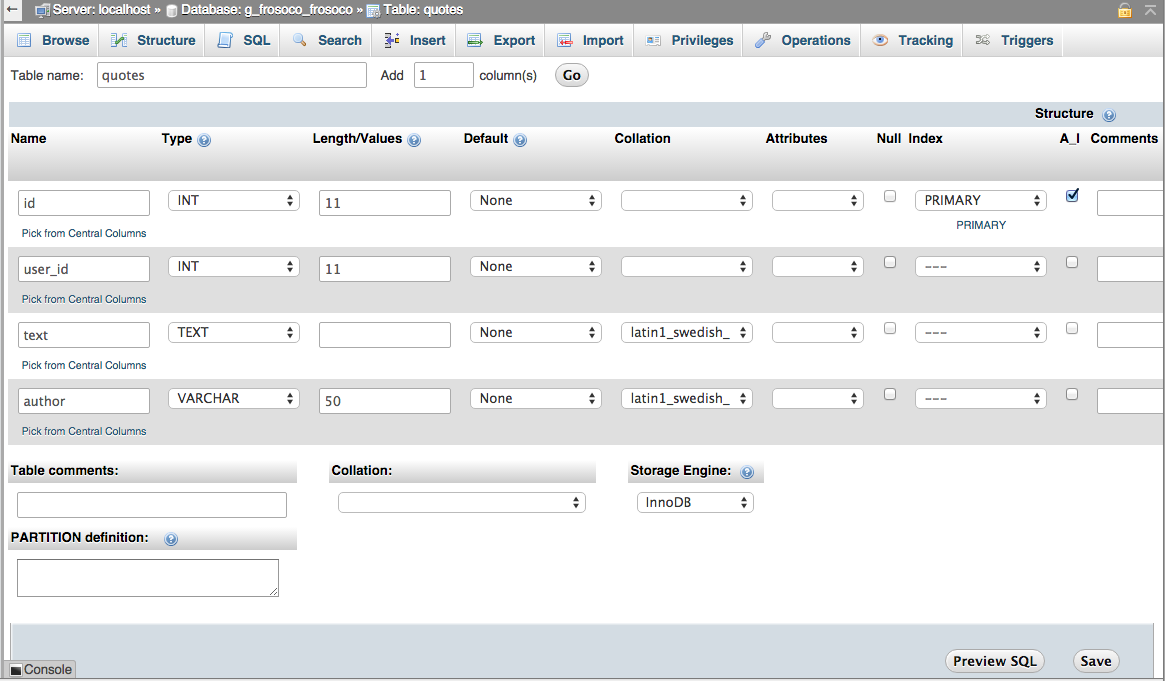 Server: localhost » Database: g_frosoco_frosoco » Table: quotes
Browse Structure SQL Search Insert Export Import Privileges Operations Tracking Triggers
Table name: quotes Add 1 column(s) Go
Structure
Name Type Length/Values Default Collation Attributes Null Index A_I Comments
id INT 11 None PRIMARY
Pick from Central Columns PRIMARY
user_id INT 11 None ---
Pick from Central Columns
text TEXT None latin1_swedish_ ---
Pick from Central Columns
author VARCHAR 50 None latin1_swedish_ ---
Pick from Central Columns
Table comments: Collation: Storage Engine:
InnoDB
PARTITION definition:
Preview SQL Save
Console